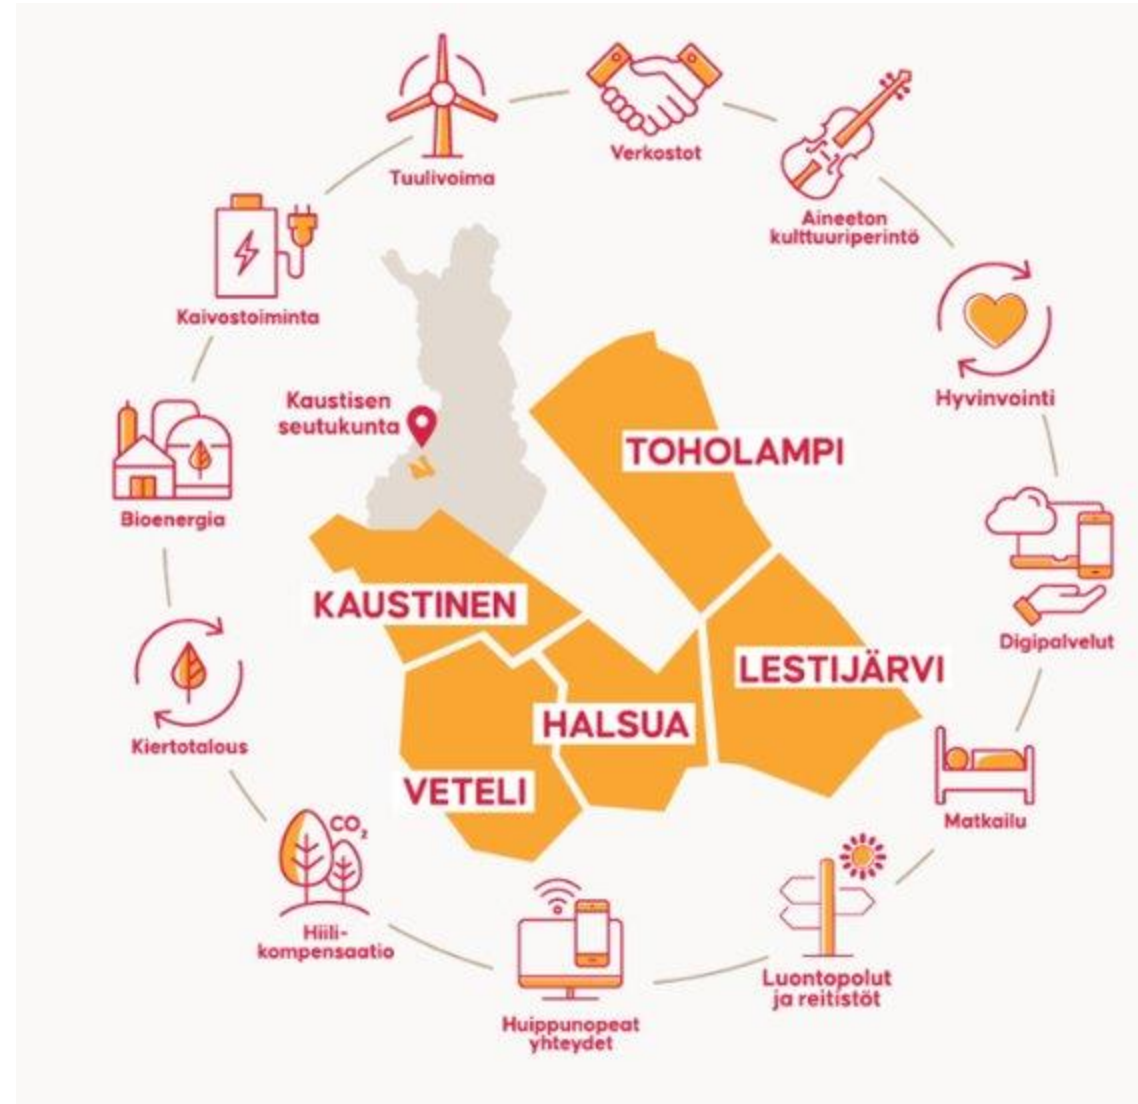 Tuulivoima
Verkostot
Aineeton
kulttuuriperintö
Kaivostoiminta
Hyvinvointi
Kaustisen
seutukunta
TOHOLAMPI
Bioenergia
KAUSTINEN
Digipalvelut
LESTIJÄRVI
HALSUA
Kiertotalous
VETELI
Matkailu
CO₂
Hiili-
kompensaatio
Luontopolut
ja reitistöt
Huippunopeat
yhteydet